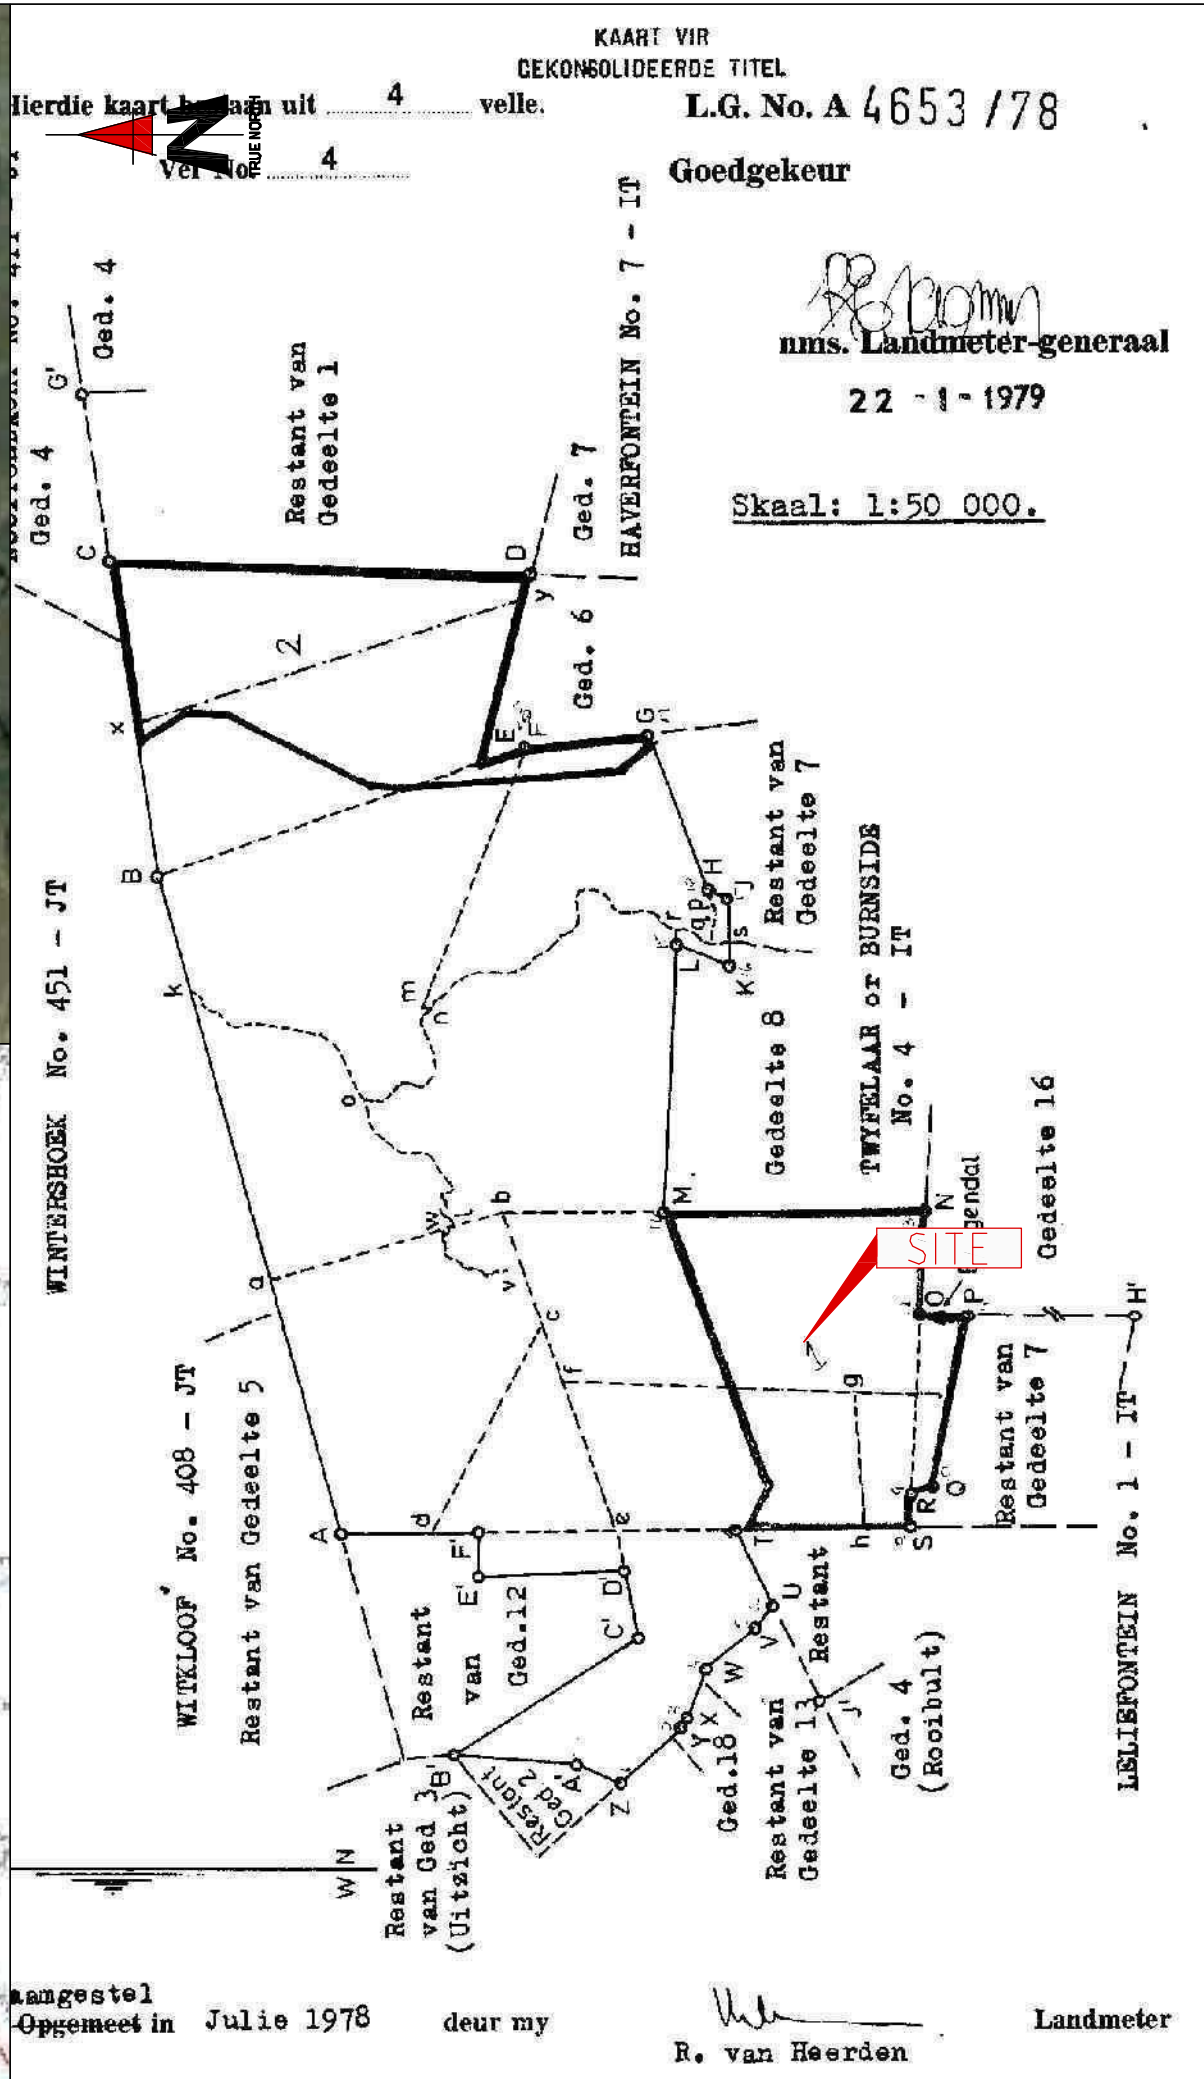 KAART VIR
GEKONSOLIDEERDE TITEL
Hierdie kaart bestaan uit 4 velle.
L.G. No. A 4653 /78
Vel No. 4
TRUE NORTH
N
Goedgekeur
nms. Landmeter-generaal
22 - 1 - 1979
Skaal: 1:50 000.
Ged. 4
Ged. 4
G'
C
Restant van
Gedeelte 1
HAVERFONTEIN No. 7 - IT
Ged. 7
D
y
Ged. 6
2
x
E
F
G
B
WINTERSHOEK No. 451 - JT
k
Restant van
Gedeelte 7
H
J
r
q
p
s
L
K
m
n
o
TWYFELAAR or BURNSIDE
No. 4 - IT
Gedeelte 8
Gedeelte 16
M
N
w
b
v
a
SITE
O
P
H'
c
f
g
1
Restant van
Gedeelte 7
WITKLOOF No. 408 - JT
Restant van Gedeelte 5
A
d
F'
E'
e
D'
C'
T
h
S
R
Q
Restant
van
Ged.12
U
V
W
X
Y
Z
A'
B'
J'
Restant
Ged. 2
Ged.18
Restant van
Gedeelte 13
Restant
Ged. 4
(Rooibult)
LELIEFONTEIN No. 1 - IT
Restant
van Ged 3
(Uitzicht)
W N
aangestel
Opgemeet in Julie 1978 deur my
Landmeter
R. van Heerden